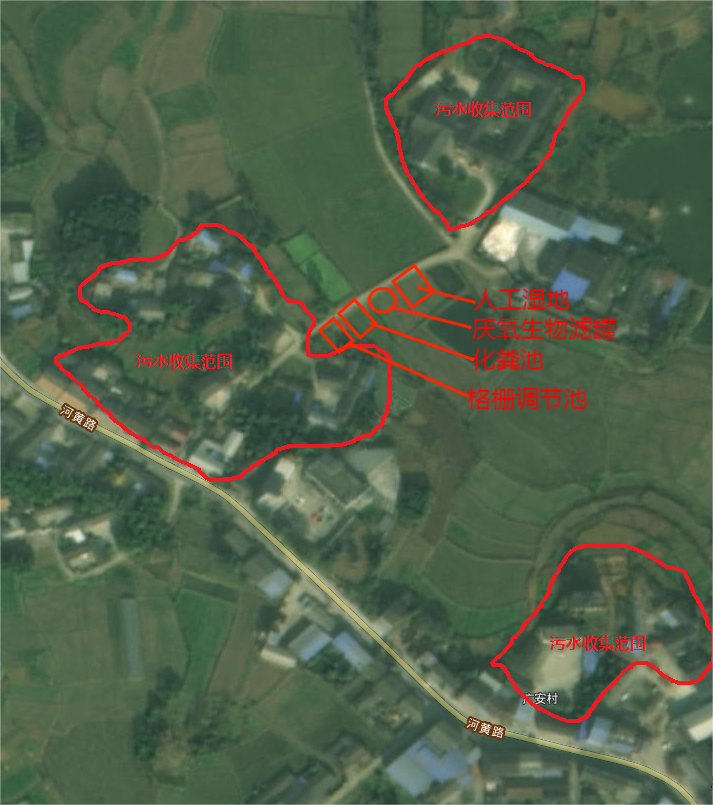 污水收集范围
人工湿地
厌氧生物滤罐
污水收集范围
化粪池
格栅调节池
河黄路
污水收集范围
广安村
河黄路